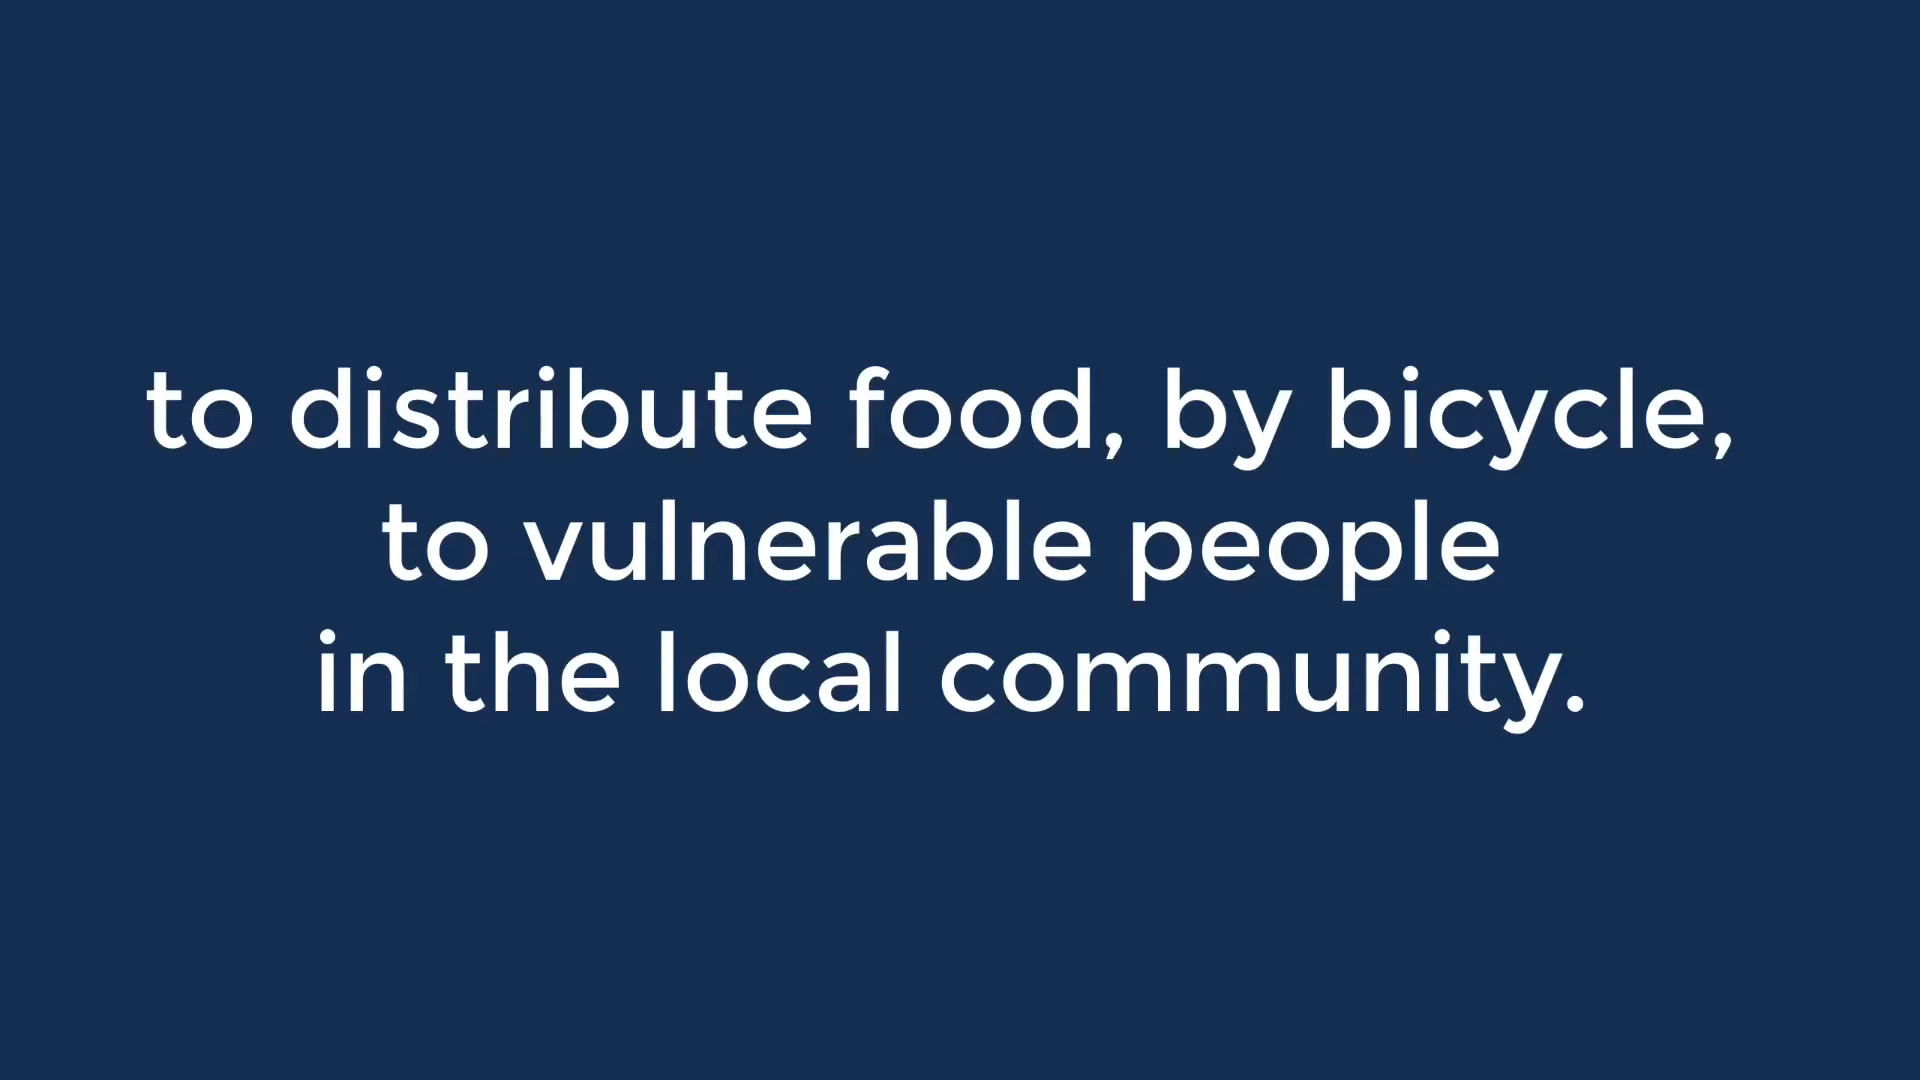 to distribute food, by bicycle,
to vulnerable people
in the local community.